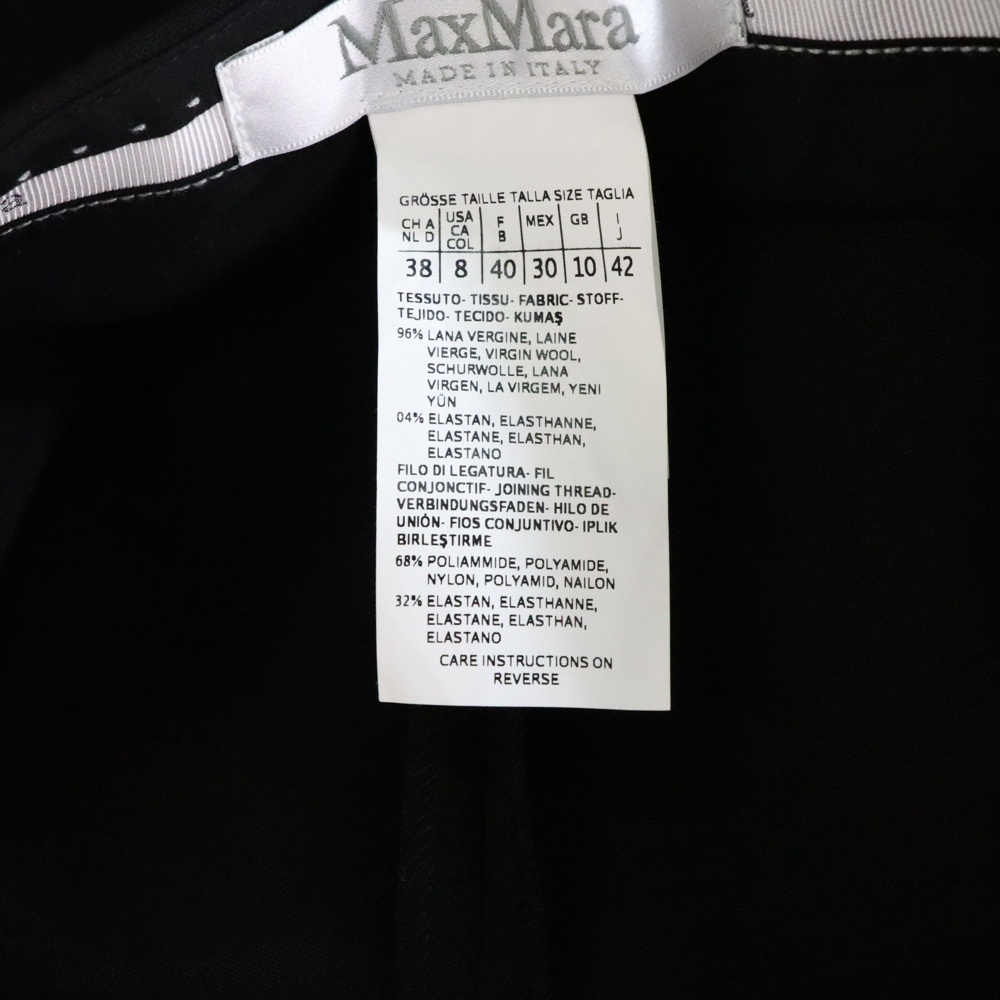 MaxMara
MADE IN ITALY
GRÖSSE TAILLE TALLA SIZE TAGLIA
CH A NL D USA CA COL F B MEX GB I J
38 8 40 30 10 42
TESSUTO- TISSU- FABRIC- STOFF-
TEJIDO- TECIDO- KUMAŞ
96% LANA VERGINE, LAINE
VIERGE, VIRGIN WOOL,
SCHURWOLLE, LANA
VIRGEN, LA VIRGEM, YENI
YÜN
04% ELASTAN, ELASTHANNE,
ELASTANE, ELASTHAN,
ELASTANO
FILO DI LEGATURA- FIL
CONJONCTIF- JOINING THREAD-
VERBINDUNGSFADEN- HILO DE
UNIÓN- FIOS CONJUNTIVO- IPLIK
BIRLEŞTIRME
68% POLIAMMIDE, POLYAMIDE,
NYLON, POLYAMID, NAILON
32% ELASTAN, ELASTHANNE,
ELASTANE, ELASTHAN,
ELASTANO
CARE INSTRUCTIONS ON
REVERSE